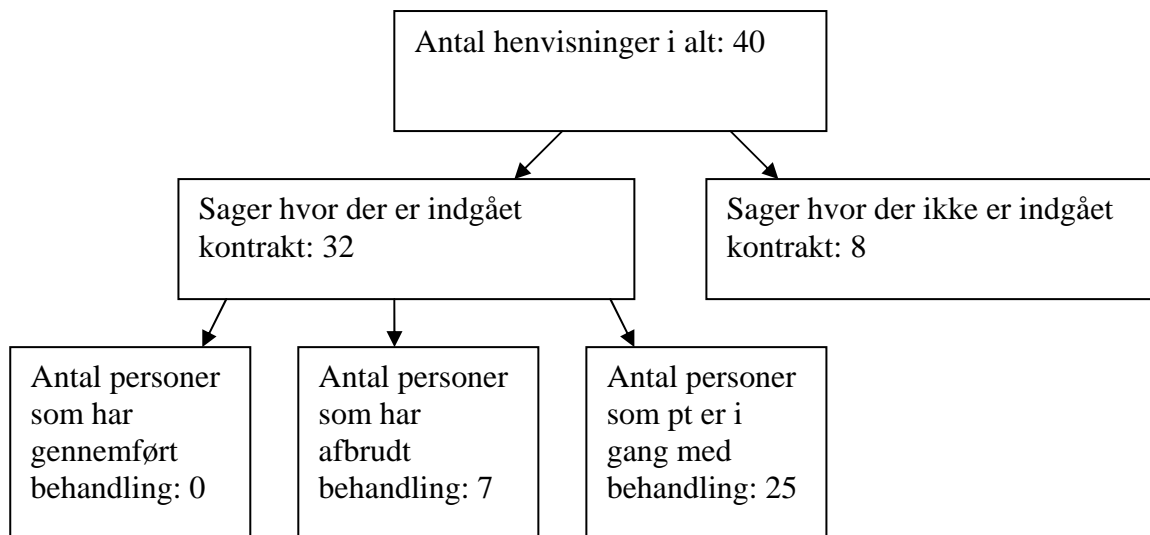 Antal henvisninger i alt: 40
Sager hvor der er indgået
kontrakt: 32
Sager hvor der ikke er indgået
kontrakt: 8
Antal personer
som har
gennemført
behandling: 0
Antal personer
som har
afbrudt
behandling: 7
Antal personer
som pt er i
gang med
behandling: 25